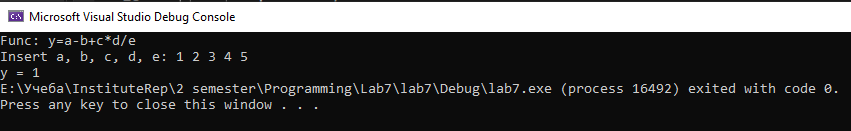 Microsoft Visual Studio Debug Console
Func: y=a-b+c*d/e
Insert a, b, c, d, e: 1 2 3 4 5
y = 1
E:\Учеба\InstituteRep\2 semester\Programming\Lab7\lab7\Debug\lab7.exe (process 16492) exited with code 0.
Press any key to close this window . . .